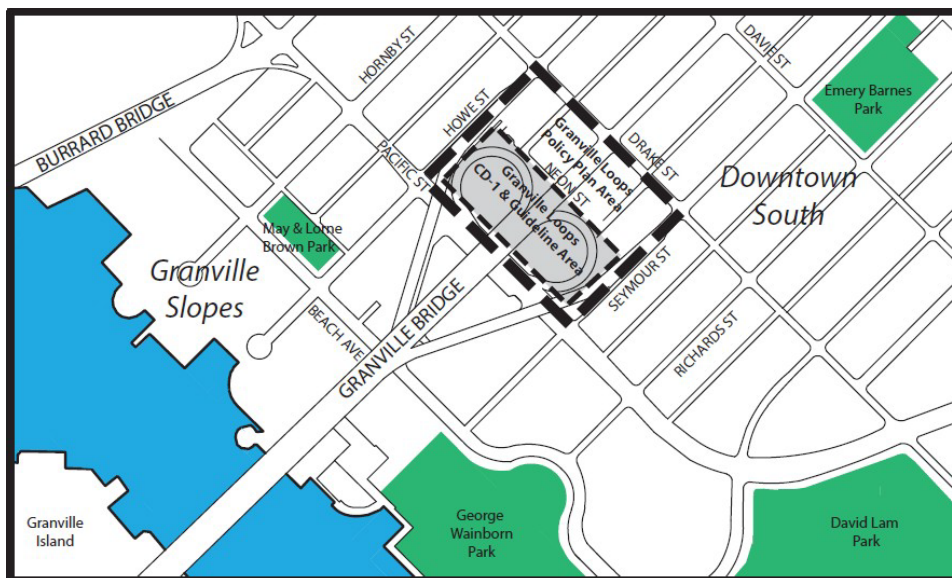 HORNBY ST
DAVIE ST
BURRARD BRIDGE
HOWE ST
Emery Barnes
Park
PACIFIC ST
Granville Loops
Policy Plan Area
DRAKE ST
NEON ST
Granville Loops
CD-1 & Guideline Area
Downtown
South
May & Lorne
Brown Park
Granville
Slopes
SEYMOUR ST
BEACH AVE
GRANVILLE BRIDGE
RICHARDS ST
Granville
Island
George
Wainborn
Park
David Lam
Park